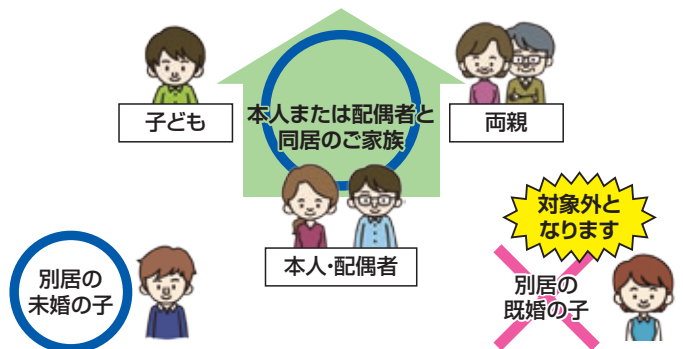 子ども
本人または配偶者と
同居のご家族
両親
本人・配偶者
別居の
未婚の子
対象外と
なります
別居の
既婚の子